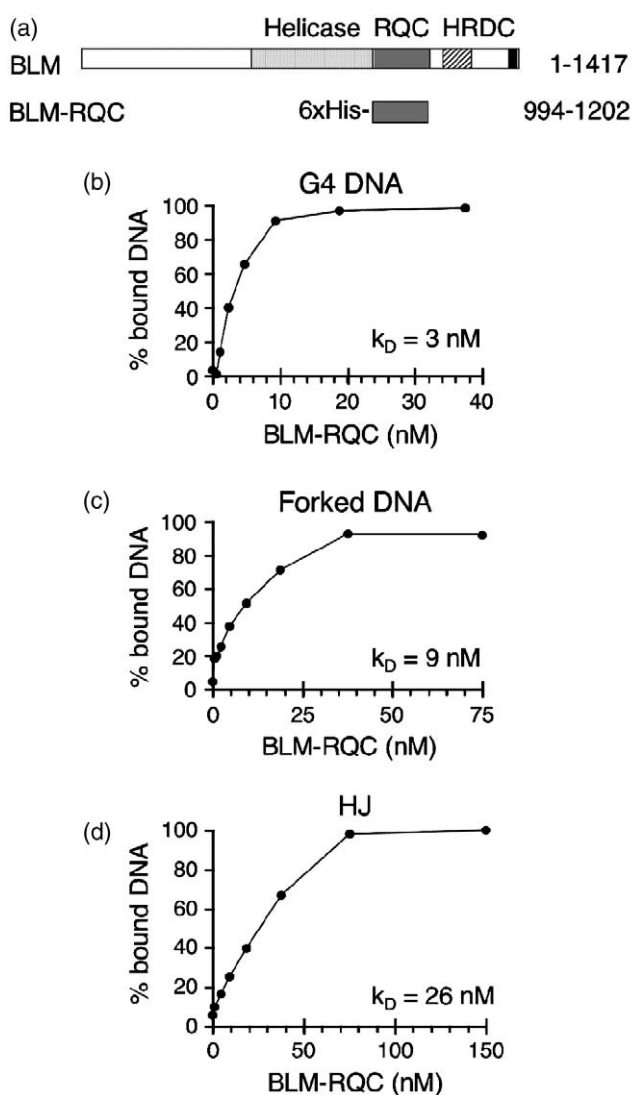 (a)
Helicase RQC HRDC
BLM 1-1417
BLM-RQC 6xHis- 994-1202
(b)
G4 DNA
% bound DNA
100
80
60
40
20
0
k_D = 3 nM
0 10 20 30 40
BLM-RQC (nM)
(c)
Forked DNA
% bound DNA
100
80
60
40
20
0
k_D = 9 nM
0 25 50 75
BLM-RQC (nM)
(d)
HJ
% bound DNA
100
80
60
40
20
0
k_D = 26 nM
0 50 100 150
BLM-RQC (nM)